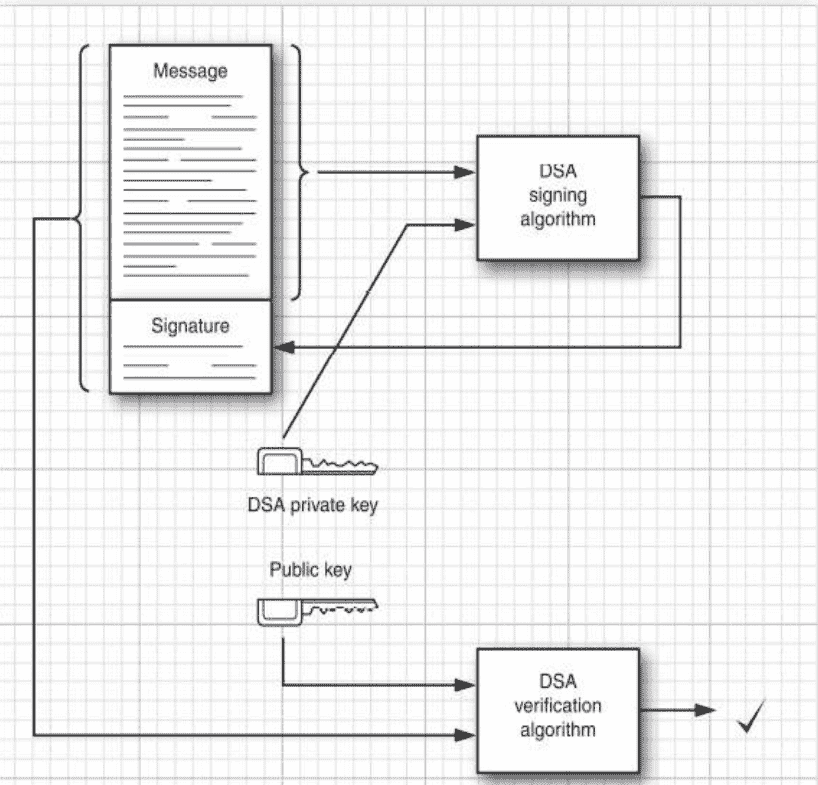 Message
DSA
signing
algorithm
Signature
DSA private key
Public key
DSA
verification
algorithm